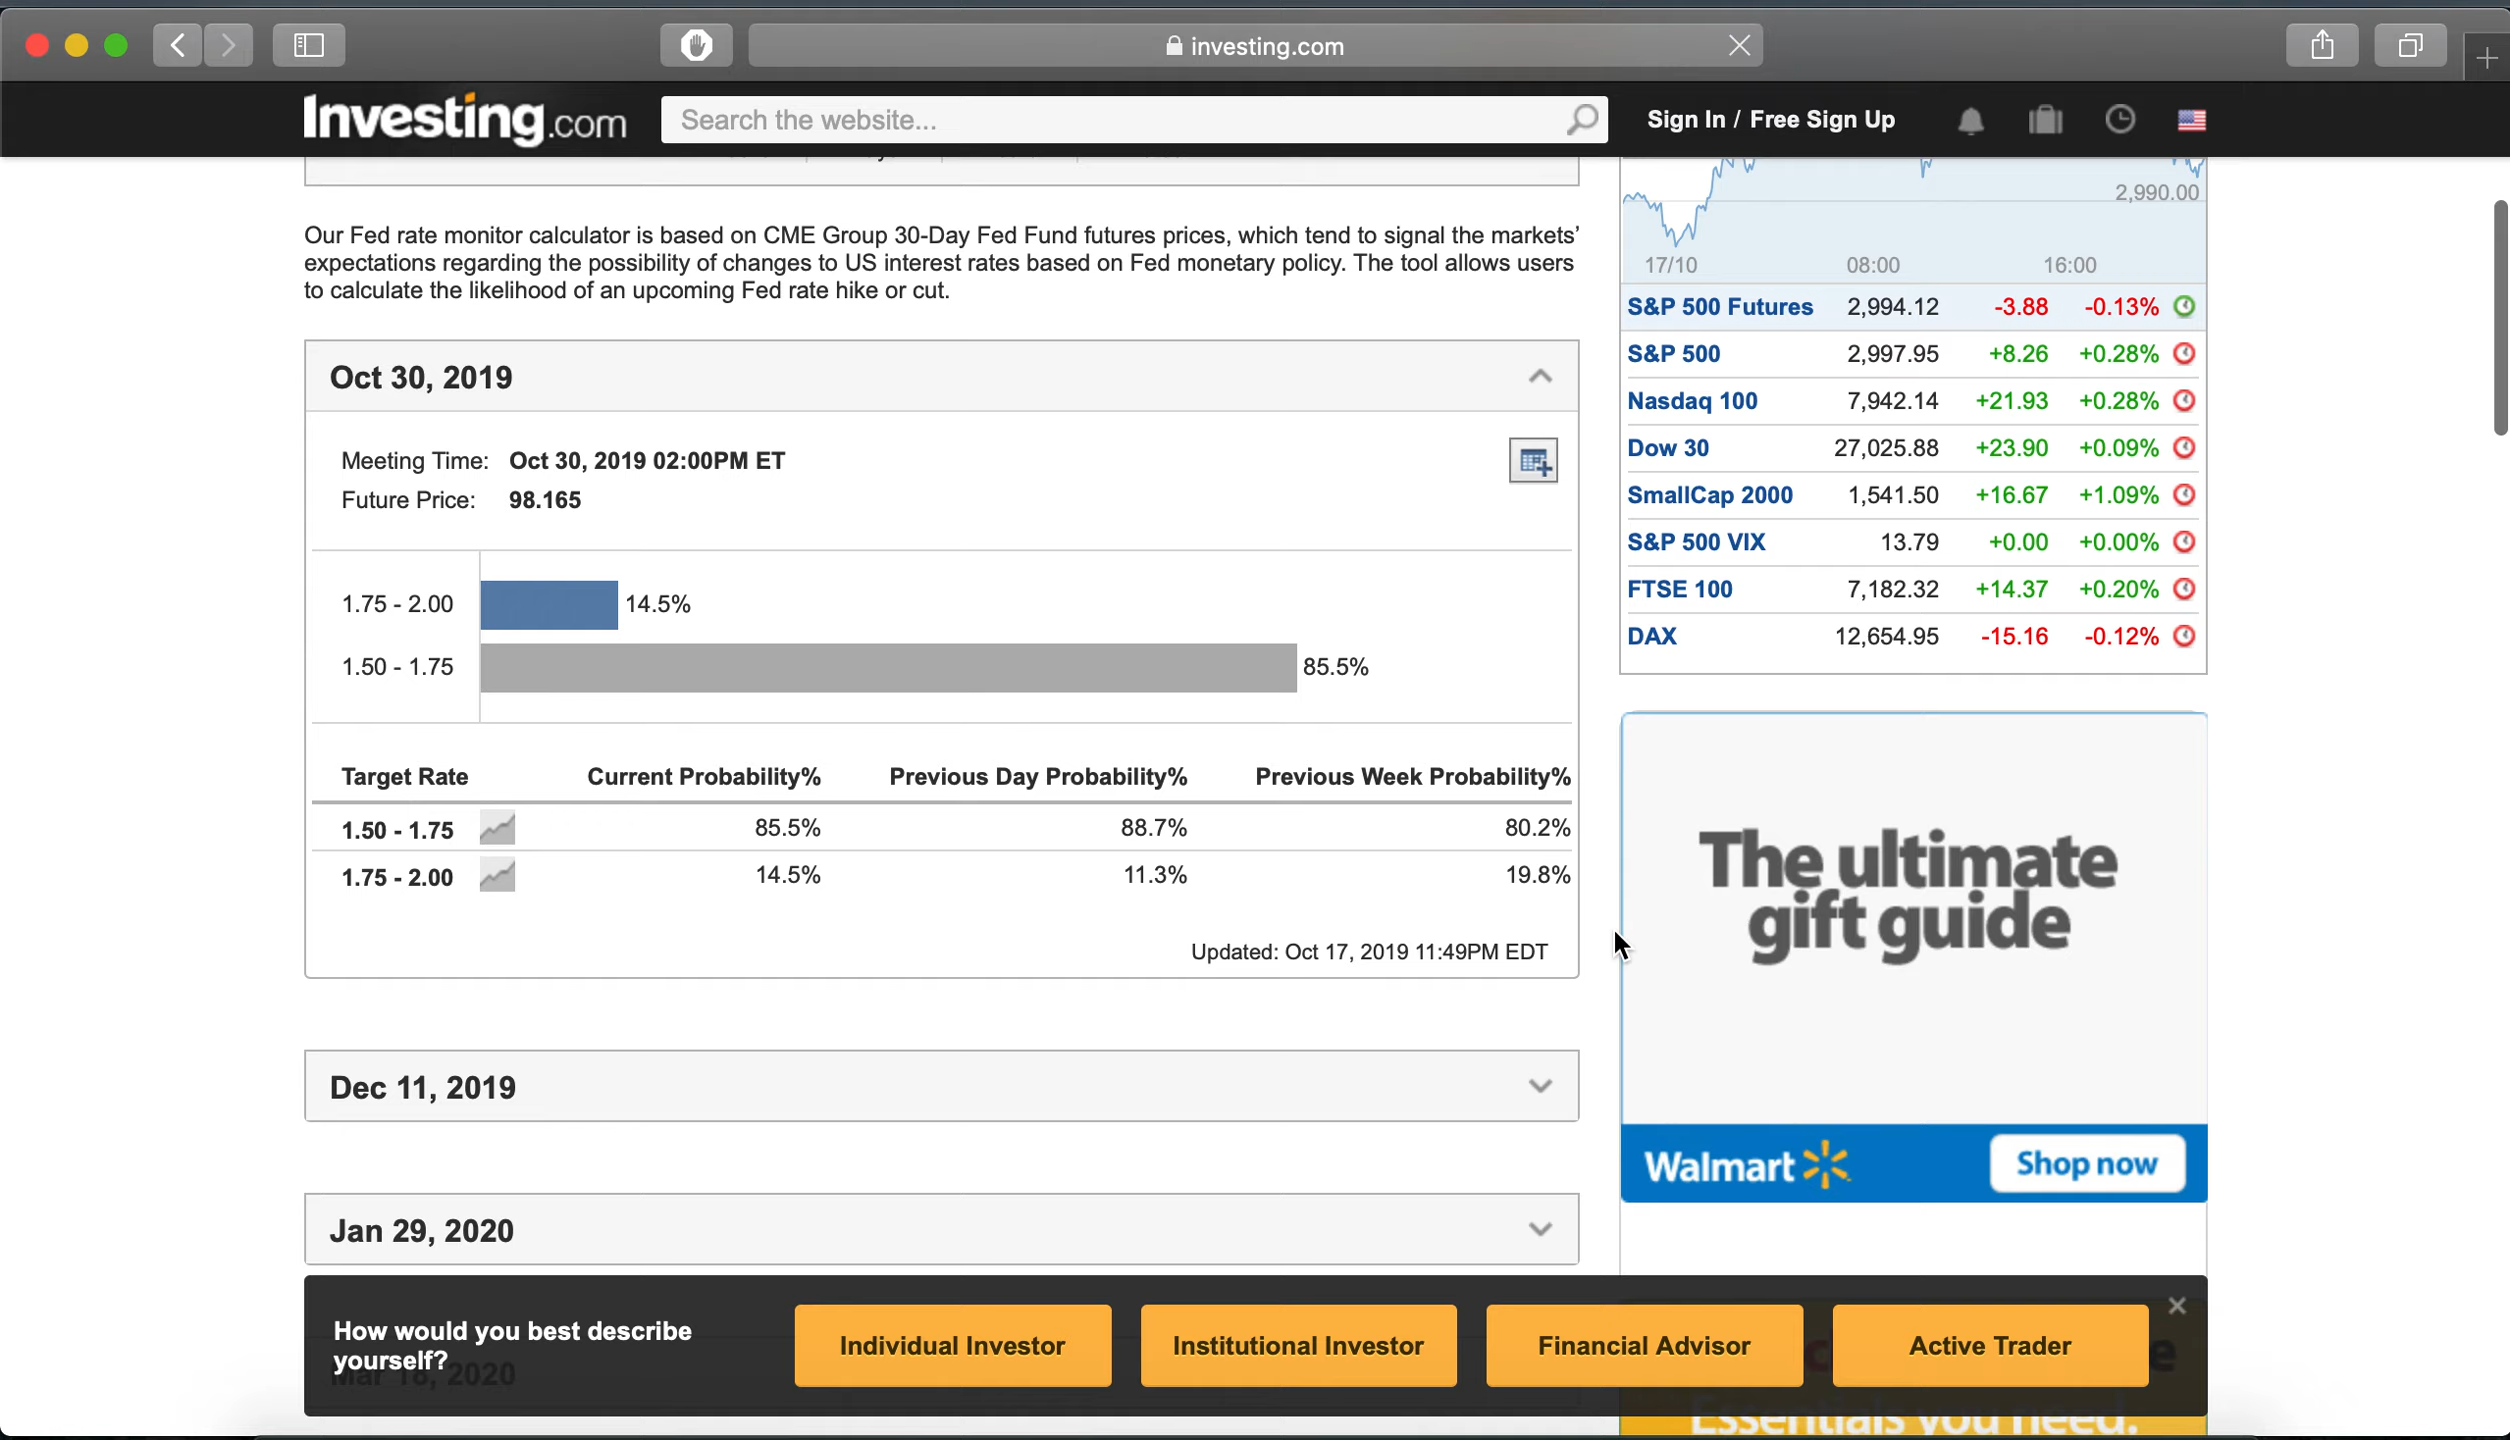 investing.com
Investing.com
Search the website...
Sign In / Free Sign Up
Our Fed rate monitor calculator is based on CME Group 30-Day Fed Fund futures prices, which tend to signal the markets’
expectations regarding the possibility of changes to US interest rates based on Fed monetary policy. The tool allows users
to calculate the likelihood of an upcoming Fed rate hike or cut.
Oct 30, 2019
Meeting Time: Oct 30, 2019 02:00PM ET
Future Price: 98.165
1.75 - 2.00 14.5%
1.50 - 1.75 85.5%
Target Rate Current Probability% Previous Day Probability% Previous Week Probability%
1.50 - 1.75 85.5% 88.7% 80.2%
1.75 - 2.00 14.5% 11.3% 19.8%
Updated: Oct 17, 2019 11:49PM EDT
Dec 11, 2019
Jan 29, 2020
2,990.00
17/10 08:00 16:00
S&P 500 Futures 2,994.12 -3.88 -0.13%
S&P 500 2,997.95 +8.26 +0.28%
Nasdaq 100 7,942.14 +21.93 +0.28%
Dow 30 27,025.88 +23.90 +0.09%
SmallCap 2000 1,541.50 +16.67 +1.09%
S&P 500 VIX 13.79 +0.00 +0.00%
FTSE 100 7,182.32 +14.37 +0.20%
DAX 12,654.95 -15.16 -0.12%
The ultimate
gift guide
Walmart Shop now
How would you best describe
yourself?
Mar 18, 2020
Individual Investor Institutional Investor Financial Advisor Active Trader
Essentials you need.